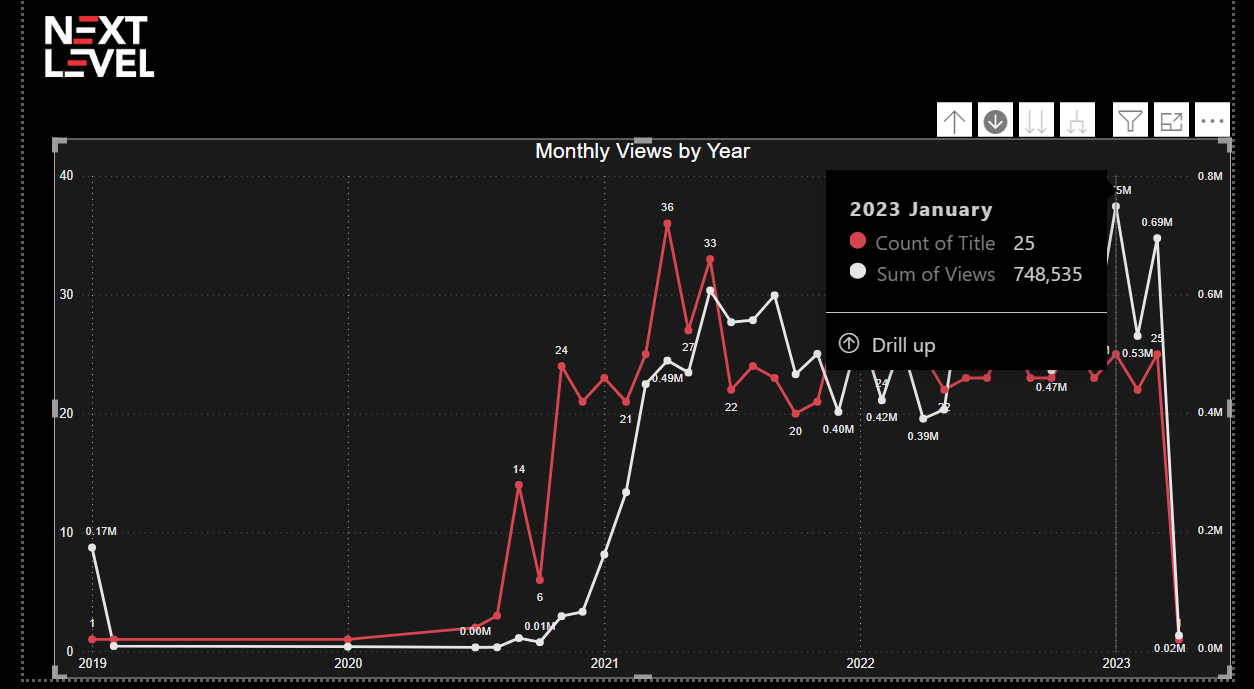 NEXT
LEVEL
Monthly Views by Year
40
0.8M
5M
2023 January
36
Count of Title 25
0.69M
33
Sum of Views 748,535
30
0.6M
Drill up
25
24
27
0.53M
0.49M
24
0.47M
22
22
21
20
0.4M
0.42M
20
0.40M
0.39M
14
10
0.17M
0.2M
6
1
0.00M
0.01M
0
0.02M
0.0M
2019
2020
2021
2022
2023